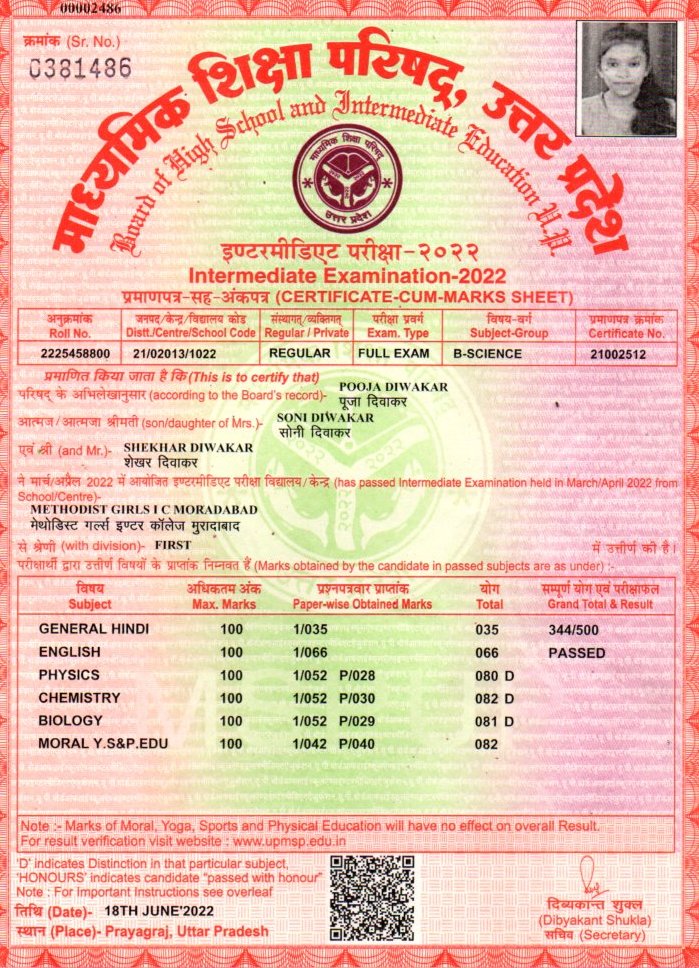 00002486
क्रमांक (Sr. No.)
0381486
माध्यमिक शिक्षा परिषद्, उत्तर प्रदेश
Board of High School and Intermediate Education U.P.
माध्यमिक शिक्षा परिषद्
उत्तर प्रदेश
इण्टरमीडिएट परीक्षा-२०२२
Intermediate Examination-2022
प्रमाणपत्र-सह-अंकपत्र (CERTIFICATE-CUM-MARKS SHEET)
अनुक्रमांक जनपद/केन्द्र/विद्यालय कोड संस्थागत/व्यक्तिगत परीक्षा प्रवर्ग विषय-वर्ग प्रमाणपत्र क्रमांक
Roll No. Distt./Centre/School Code Regular / Private Exam. Type Subject-Group Certificate No.
2225458800 21/02013/1022 REGULAR FULL EXAM B-SCIENCE 21002512
प्रमाणित किया जाता है कि (This is to certify that)
POOJA DIWAKAR
परिषद् के अभिलेखानुसार (according to the Board's record)- पूजा दिवाकर
SONI DIWAKAR
आत्मज/आत्मजा श्रीमती (son/daughter of Mrs.)- सोनी दिवाकर
एवं श्री (and Mr.)- SHEKHAR DIWAKAR
शेखर दिवाकर
ने मार्च/अप्रैल 2022 में आयोजित इण्टरमीडिएट परीक्षा विद्यालय/केन्द्र (has passed Intermediate Examination held in March/April 2022 from
School/Centre)-
METHODIST GIRLS I C MORADABAD
मेथोडिस्ट गर्ल्स इण्टर कॉलेज मुरादाबाद
से श्रेणी (with division)- FIRST में उत्तीर्ण की है।
परीक्षार्थी द्वारा उत्तीर्ण विषयों के प्राप्तांक निम्नवत हैं (Marks obtained by the candidate in passed subjects are as under) :-
विषय अधिकतम अंक प्रश्नपत्रवार प्राप्तांक योग सम्पूर्ण योग एवं परीक्षाफल
Subject Max. Marks Paper-wise Obtained Marks Total Grand Total & Result
GENERAL HINDI 100 1/035 035 344/500
ENGLISH 100 1/066 066 PASSED
PHYSICS 100 1/052 P/028 080 D
CHEMISTRY 100 1/052 P/030 082 D
BIOLOGY 100 1/052 P/029 081 D
MORAL Y.S&P.EDU 100 1/042 P/040 082
Note :- Marks of Moral, Yoga, Sports and Physical Education will have no effect on overall Result.
For result verification visit website : www.upmsp.edu.in
'D' indicates Distinction in that particular subject,
'HONOURS' indicates candidate "passed with honour"
Note : For Important Instructions see overleaf
तिथि (Date)- 18TH JUNE'2022
स्थान (Place)- Prayagraj, Uttar Pradesh
दिव्यकान्त शुक्ल
(Dibyakant Shukla)
सचिव (Secretary)